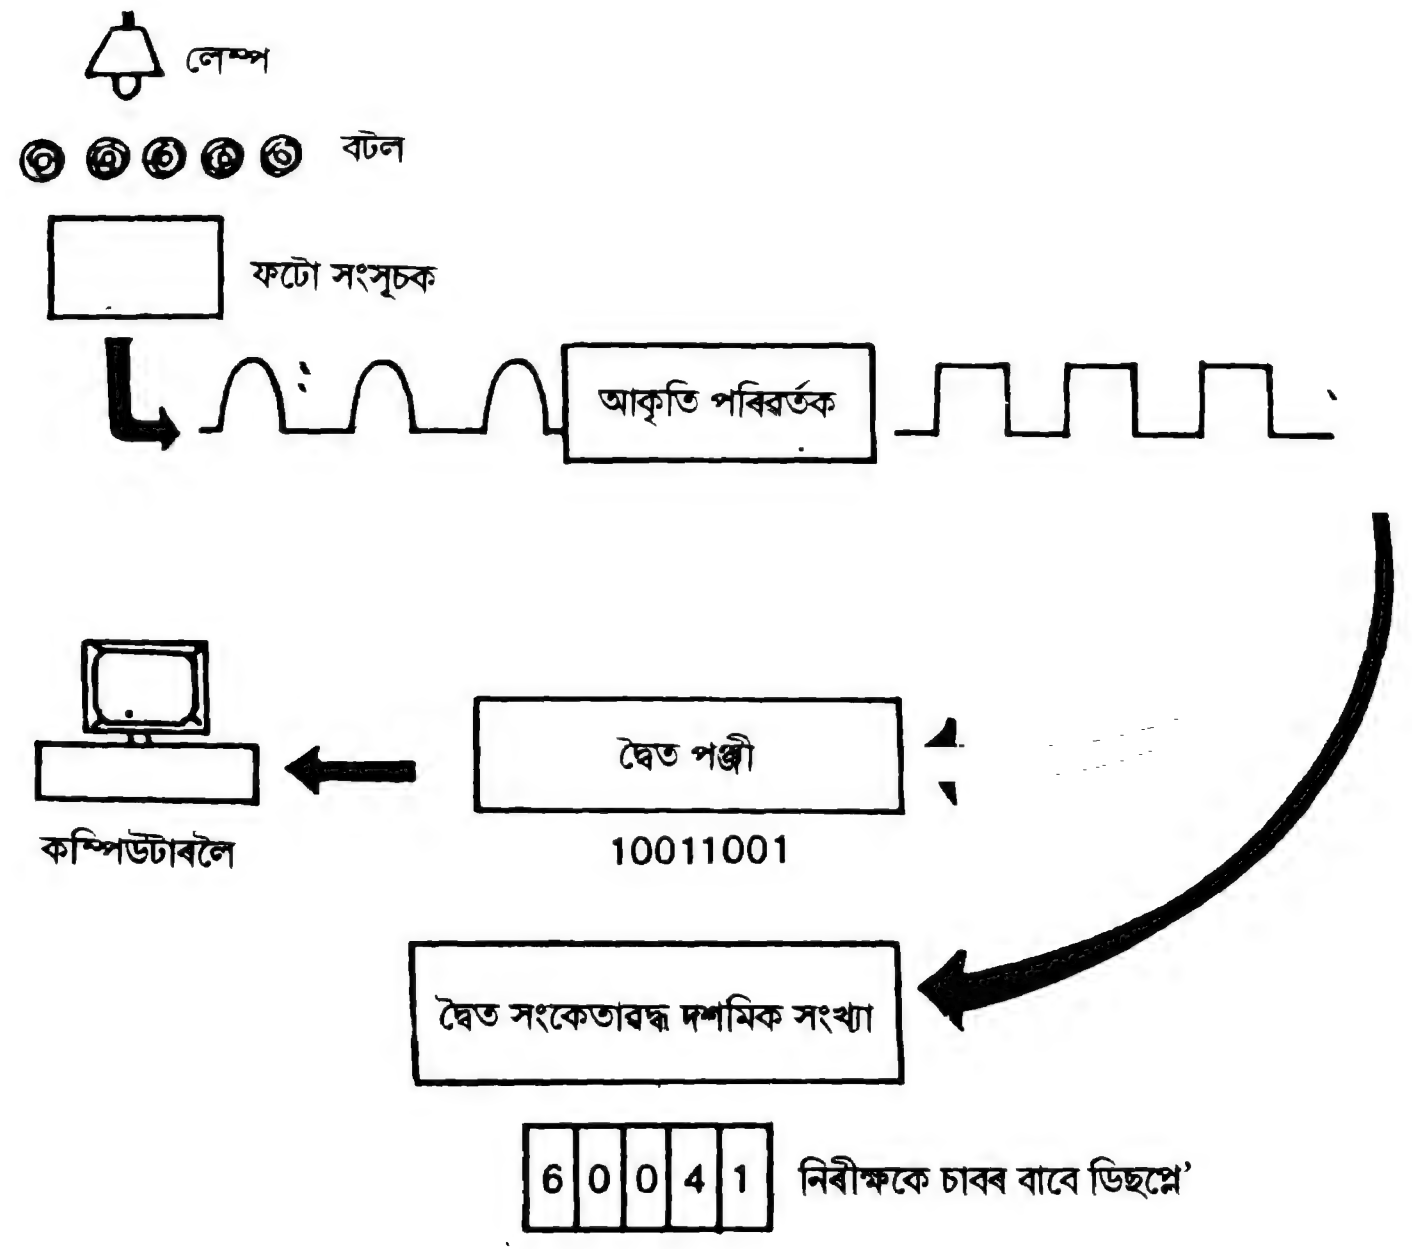 লেম্প
বটল
ফটো সংসূচক
আকৃতি পৰিৱৰ্তক
দ্বৈত পঞ্জী
কম্পিউটাৰলৈ
10011001
দ্বৈত সংকেতাৱদ্ধ দশমিক সংখ্যা
6 0 0 4 1 নিৰীক্ষকে চাবৰ বাবে ডিছপ্লে'